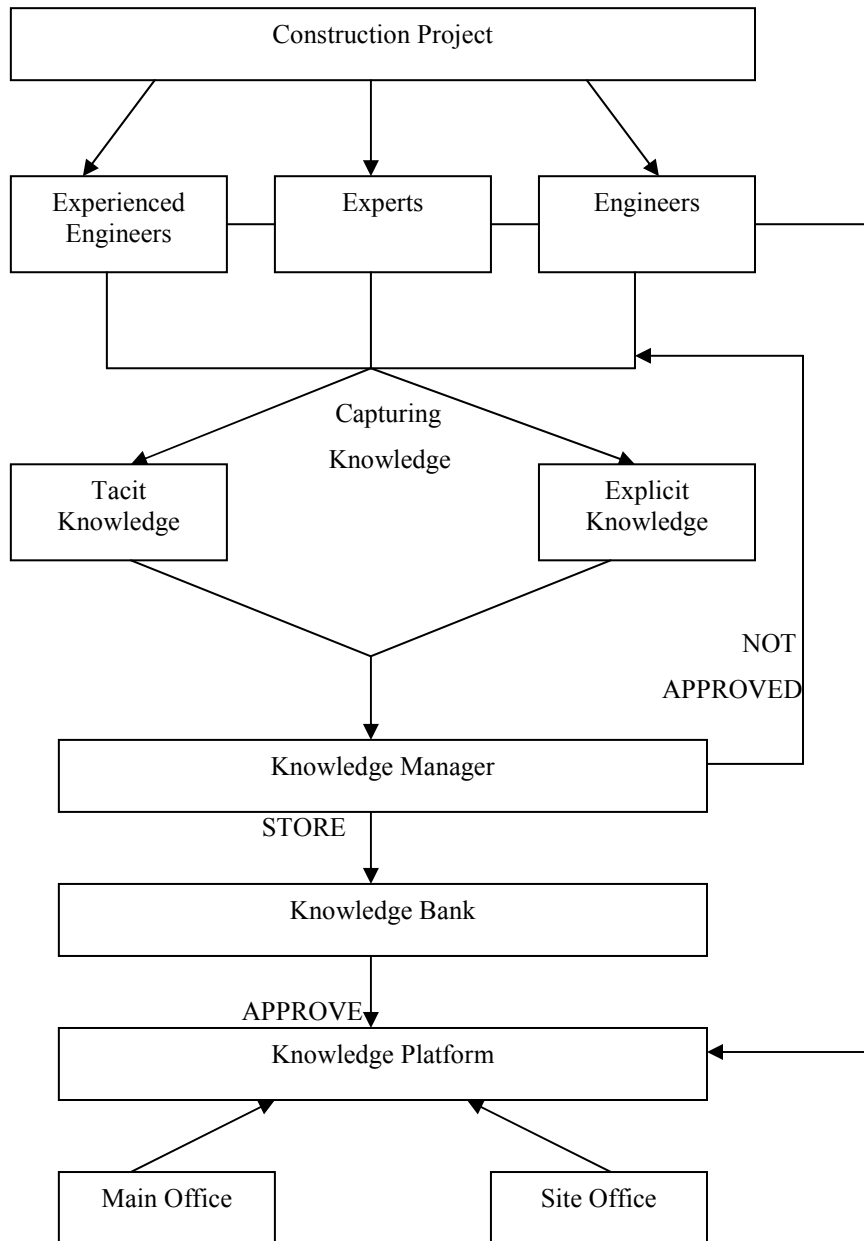 Construction Project
Experienced
Engineers
Experts
Engineers
Capturing
Knowledge
Tacit
Knowledge
Explicit
Knowledge
NOT
APPROVED
Knowledge Manager
STORE
Knowledge Bank
APPROVE
Knowledge Platform
Main Office
Site Office